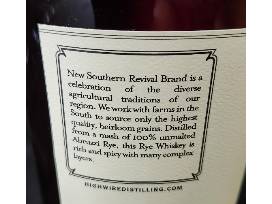 New Southern Revival Brand is a
celebration of the diverse
agricultural traditions of our
region. We work with farms in the
South to source only the highest
quality, heirloom grains. Distilled
from a mash of 100% unmalted
Abruzzi Rye, this Rye Whiskey is
rich and spicy with many complex
layers.
HIGHWIREDISTILLING.COM